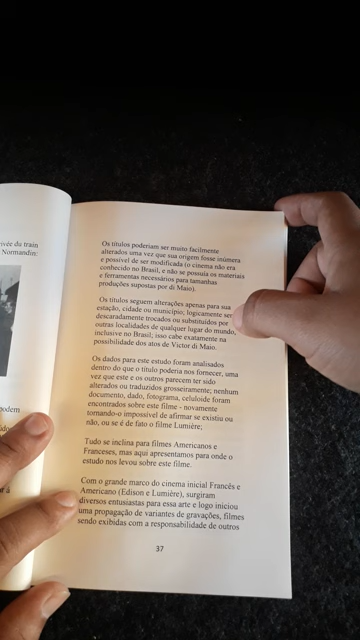 ivée du train
Normandin:
podem
Os títulos poderiam ser muito facilmente
alterados uma vez que sua origem fosse inúmera
e possível de ser modificada (o cinema não era
conhecido no Brasil, e não se possuía os materiais
e ferramentas necessários para tamanhas
produções supostas por di Maio).
Os títulos seguem alterações apenas para sua
estação, cidade ou município, logicamente ser
descaradamente trocados ou substituídos por
outras localidades de qualquer lugar do mundo,
inclusive no Brasil; isso cabe exatamente na
possibilidade dos atos de Victor di Maio.
Os dados para este estudo foram analisados
dentro do que o título poderia nos fornecer, uma
vez que este e os outros parecem ter sido
alterados ou traduzidos grosseiramente; nenhum
documento, dado, fotograma, celuloide foram
encontrados sobre este filme - novamente
tornando-o impossível de afirmar se existiu ou
não, ou se é de fato o filme Lumière;
Tudo se inclina para filmes Americanos e
Franceses, mas aqui apresentamos para onde o
estudo nos levou sobre este filme.
Com o grande marco do cinema inicial Francês e
Americano (Edison e Lumière), surgiram
diversos entusiastas para essa arte e logo iniciou
uma propagação de variantes de gravações, filmes
sendo exibidas com a responsabilidade de outros
37